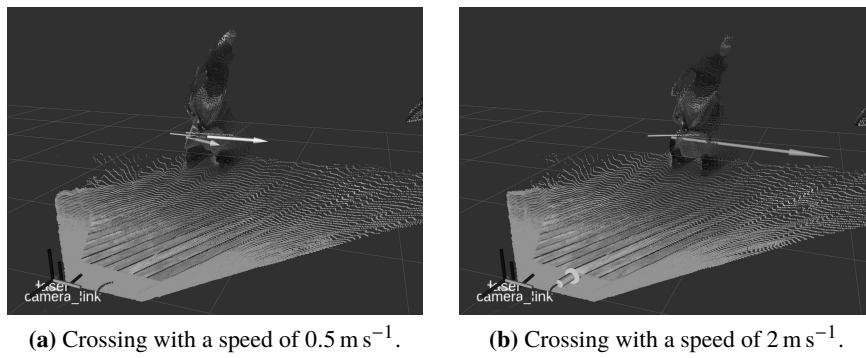 laser
camera_link
laser
camera_link
(a) Crossing with a speed of 0.5 m s⁻¹.
(b) Crossing with a speed of 2 m s⁻¹.